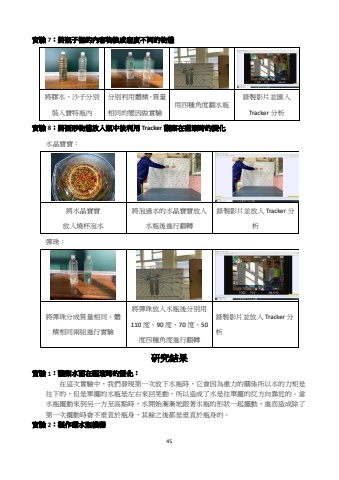 實驗 7：將瓶子裡的內容物換成密度不同的物體
將膠水、沙子分別
裝入寶特瓶內
分別利用體積、質量
相同的變因做實驗
用四種角度翻水瓶
錄製影片並匯入
Tracker 分析
實驗 8：將圓形物體放入瓶中後利用 Tracker 觀察在翻滾時的變化
水晶寶寶：
將水晶寶寶
放入燒杯泡水
將泡過水的水晶寶寶放入
水瓶後進行翻轉
錄製影片並放入 Tracker 分
析
彈珠：
將彈珠分成質量相同、體
積相同兩組進行實驗
將彈珠放入水瓶後分別用
110 度、90 度、70 度、50
度四種角度進行翻轉
錄製影片並放入 Tracker 分
析
研究結果
實驗 1：觀察水瓶在翻滾時的變化：
在這次實驗中，我們發現第一次放下水瓶時，它會因為重力的關係所以水的力矩是
往下的，但是單擺的水瓶是左右來回晃動，所以造成了水是往單擺的反方向靠近的，當
水瓶擺動來到另一方至高點時，水開始漸漸地跟著水瓶的形狀一起擺動，進而造成除了
第一次擺動時會不垂直於瓶身，其餘之後都是垂直於瓶身的。
實驗 2：製作翻水瓶機器
45